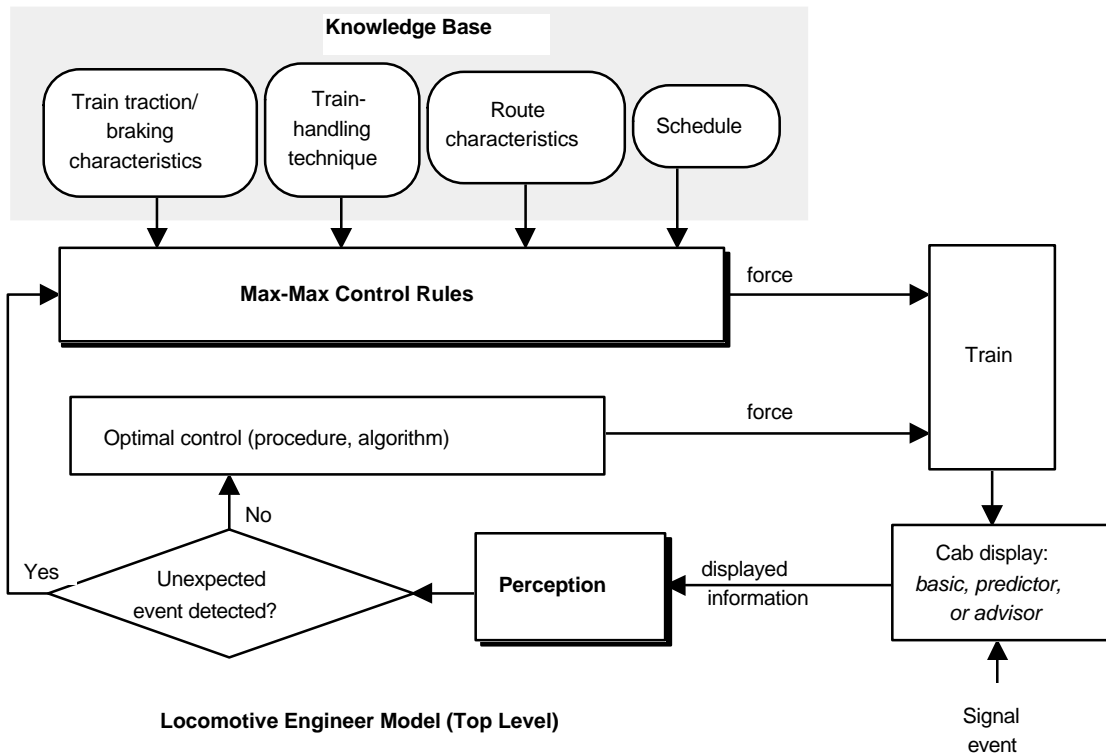 Knowledge Base
Train traction/
braking
characteristics
Train-
handling
technique
Route
characteristics
Schedule
Max-Max Control Rules
force
Train
Optimal control (procedure, algorithm)
force
No
Yes
Unexpected
event detected?
Perception
displayed
information
Cab display:
basic, predictor,
or advisor
Locomotive Engineer Model (Top Level)
Signal
event